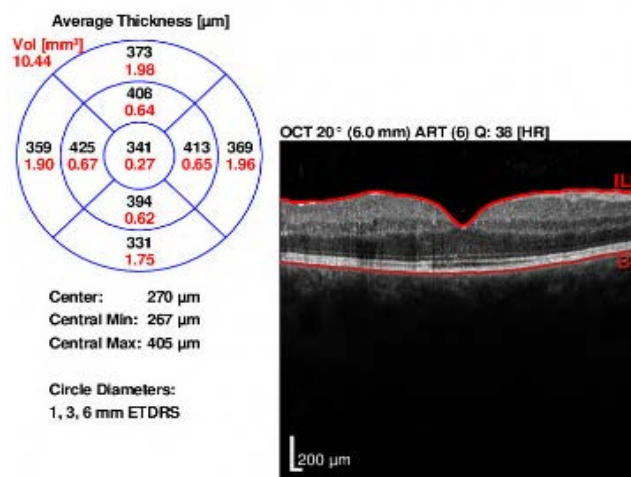 Average Thickness [µm]
Vol [mm³]
10.44
373
1.98
408
0.64
359
1.90
425
0.67
341
0.27
413
0.65
369
1.96
394
0.62
331
1.75
Center: 270 µm
Central Min: 267 µm
Central Max: 405 µm
Circle Diameters:
1, 3, 6 mm ETDRS
OCT 20° (6.0 mm) ART (6) Q: 38 [HR]
IL
B
200 µm